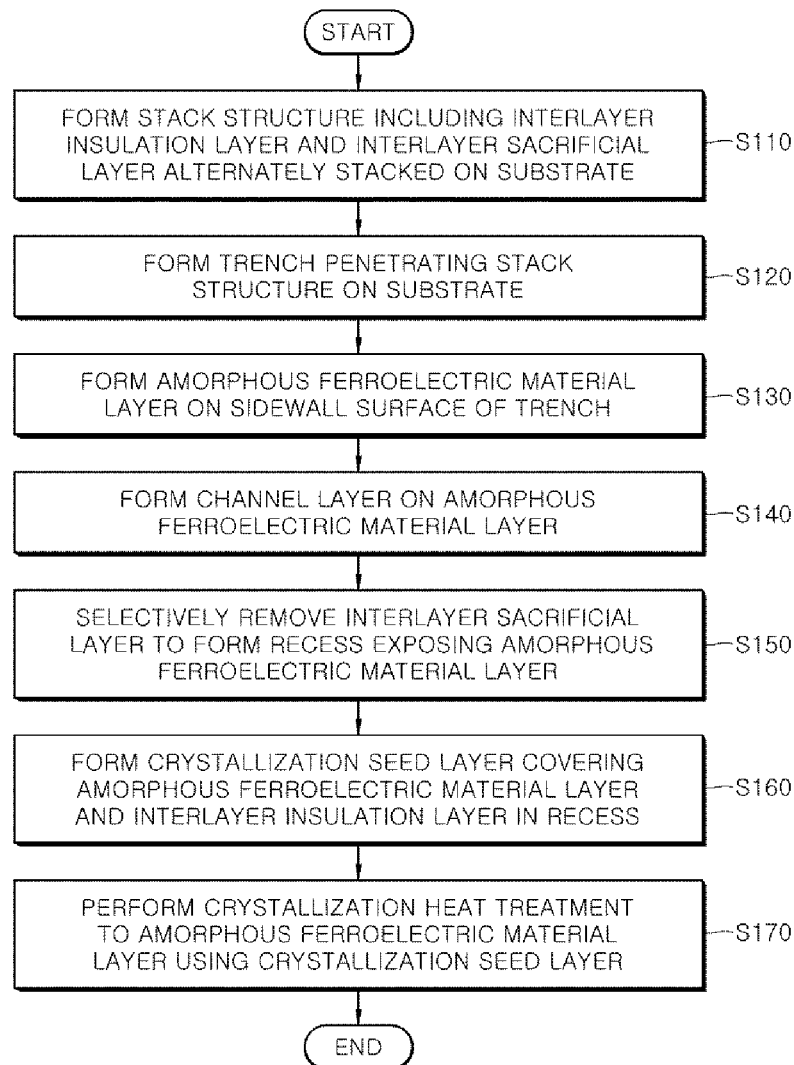 START
FORM STACK STRUCTURE INCLUDING INTERLAYER
INSULATION LAYER AND INTERLAYER SACRIFICIAL
LAYER ALTERNATELY STACKED ON SUBSTRATE
S110
FORM TRENCH PENETRATING STACK
STRUCTURE ON SUBSTRATE
S120
FORM AMORPHOUS FERROELECTRIC MATERIAL
LAYER ON SIDEWALL SURFACE OF TRENCH
S130
FORM CHANNEL LAYER ON AMORPHOUS
FERROELECTRIC MATERIAL LAYER
S140
SELECTIVELY REMOVE INTERLAYER SACRIFICIAL
LAYER TO FORM RECESS EXPOSING AMORPHOUS
FERROELECTRIC MATERIAL LAYER
S150
FORM CRYSTALLIZATION SEED LAYER COVERING
AMORPHOUS FERROELECTRIC MATERIAL LAYER
AND INTERLAYER INSULATION LAYER IN RECESS
S160
PERFORM CRYSTALLIZATION HEAT TREATMENT
TO AMORPHOUS FERROELECTRIC MATERIAL
LAYER USING CRYSTALLIZATION SEED LAYER
S170
END